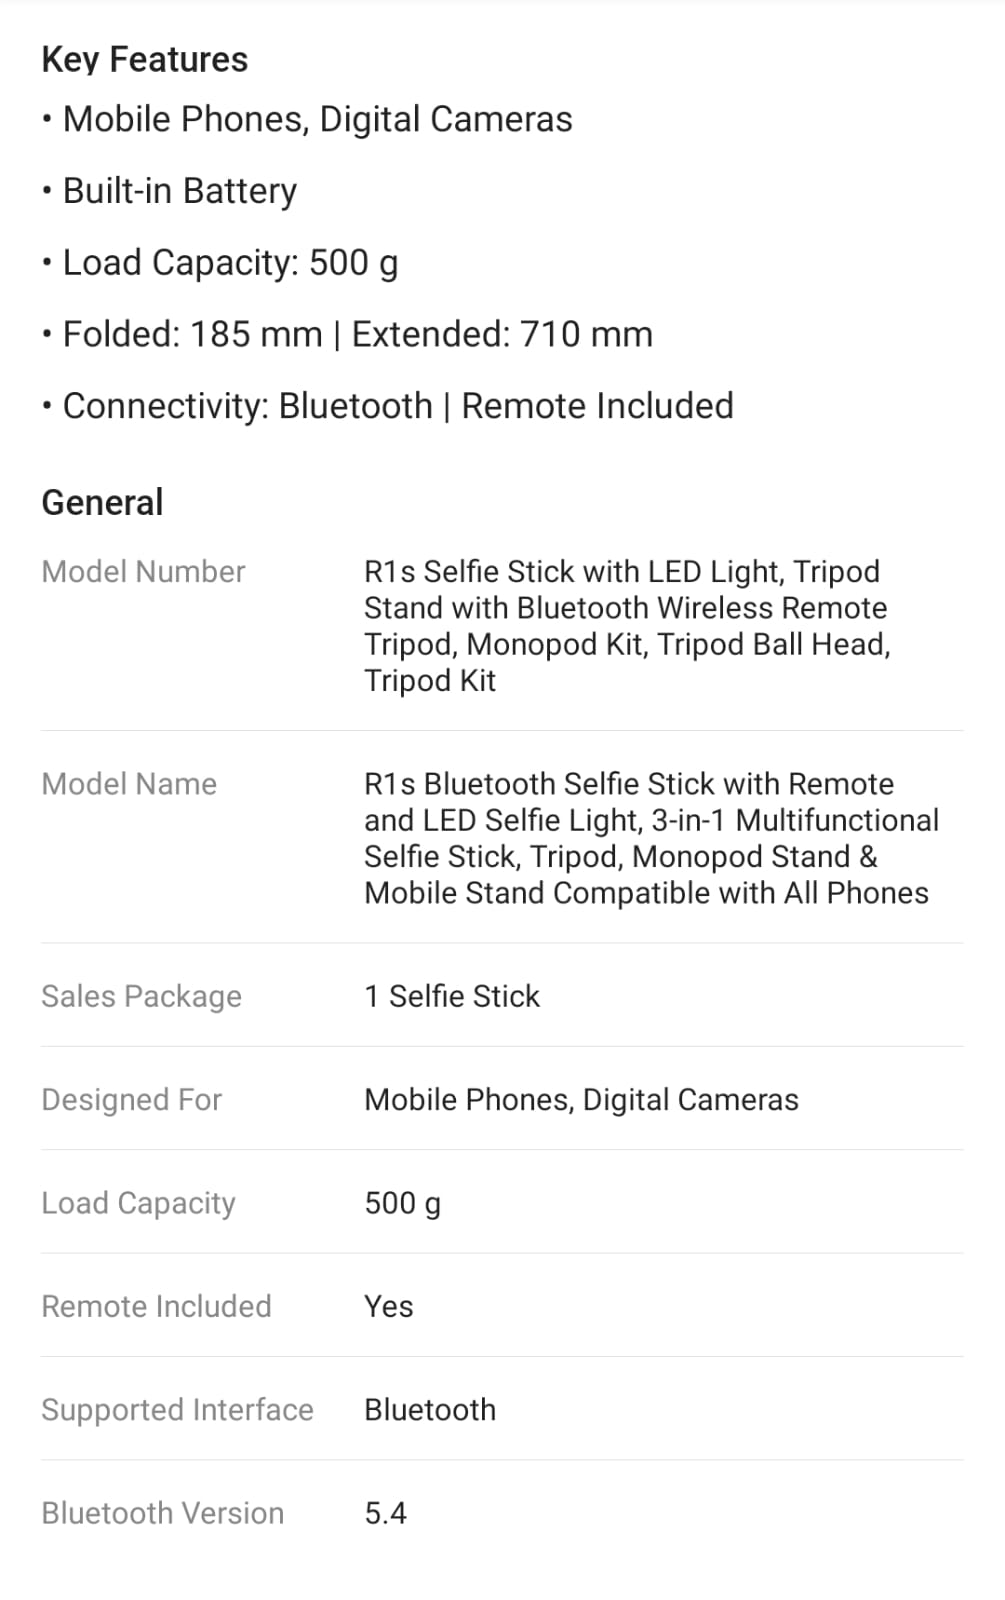 Key Features
• Mobile Phones, Digital Cameras
• Built-in Battery
• Load Capacity: 500 g
• Folded: 185 mm | Extended: 710 mm
• Connectivity: Bluetooth | Remote Included
General
Model Number
R1s Selfie Stick with LED Light, Tripod
Stand with Bluetooth Wireless Remote
Tripod, Monopod Kit, Tripod Ball Head,
Tripod Kit
Model Name
R1s Bluetooth Selfie Stick with Remote
and LED Selfie Light, 3-in-1 Multifunctional
Selfie Stick, Tripod, Monopod Stand &
Mobile Stand Compatible with All Phones
Sales Package
1 Selfie Stick
Designed For
Mobile Phones, Digital Cameras
Load Capacity
500 g
Remote Included
Yes
Supported Interface
Bluetooth
Bluetooth Version
5.4